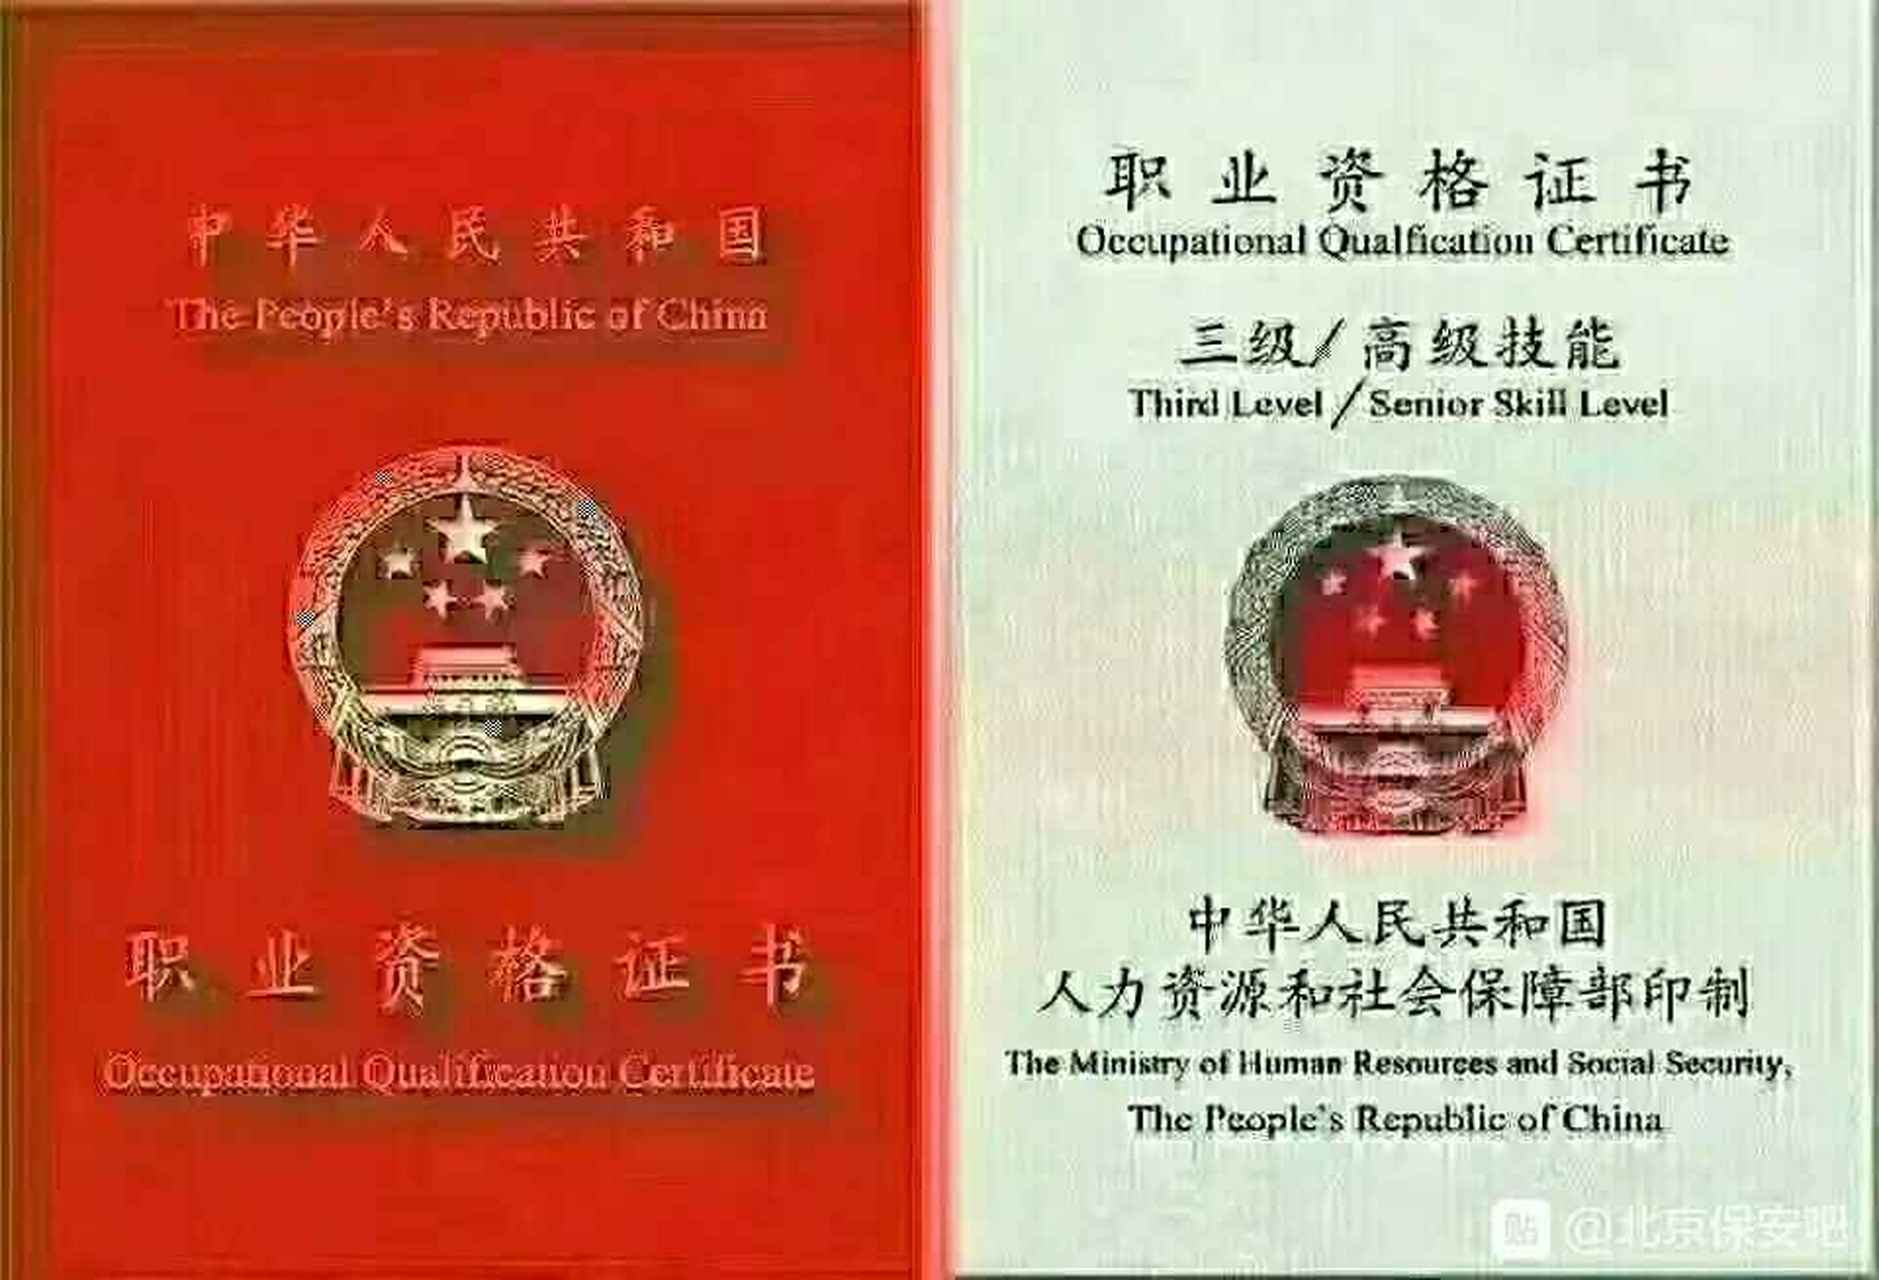 中华人民共和国
The People's Republic of China
职业资格证书
Occupational Qualification Certificate
职业资格证书
Occupational Qualfication Certificate
三级/高级技能
Third Level/Senior Skill Level
中华人民共和国
人力资源和社会保障部印制
The Ministry of Human Resources and Social Security,
The People's Republic of China
贴 @北京保安吧